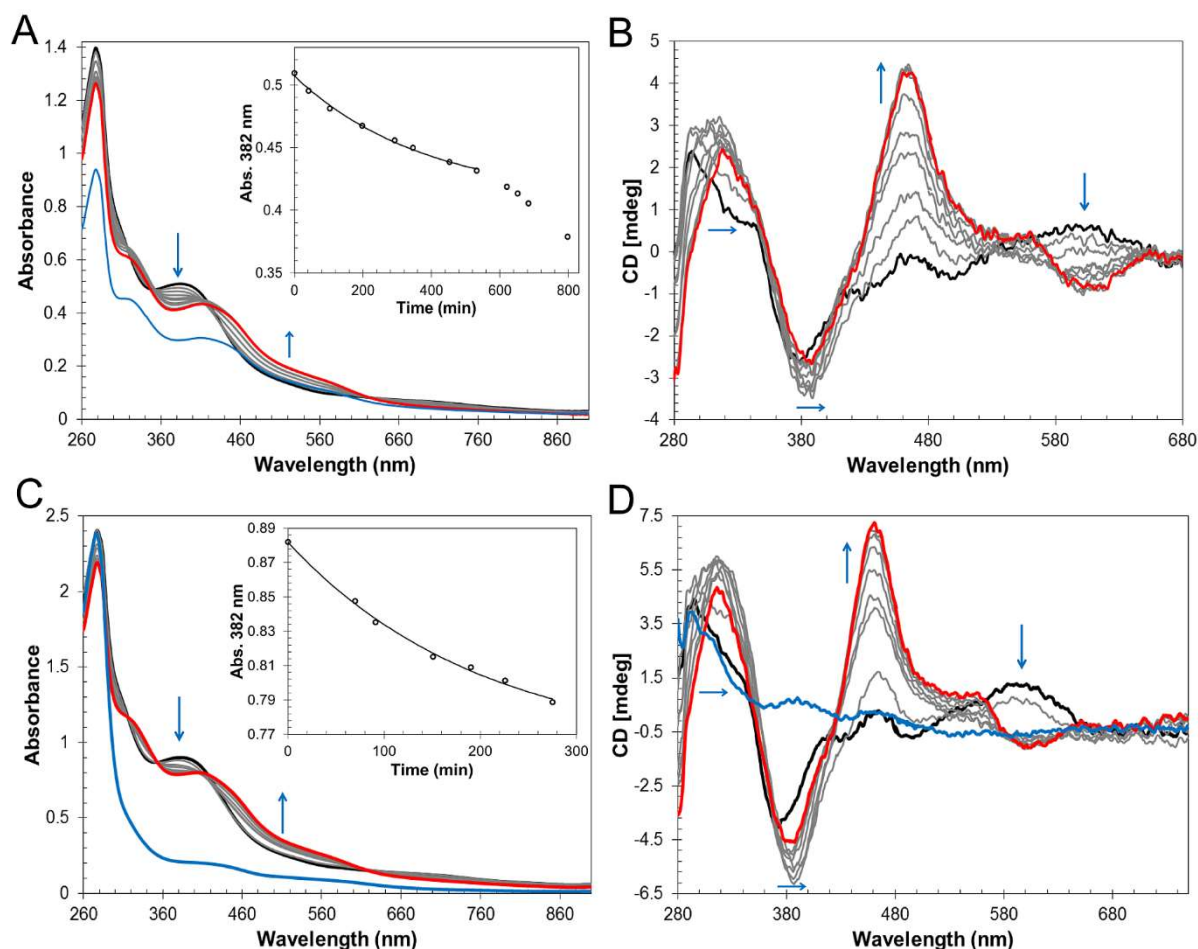 A
Absorbance
1.4
1.2
1
0.8
0.6
0.4
0.2
0
260 360 460 560 660 760 860
Wavelength (nm)
Abs. 382 nm
0.5
0.45
0.4
0.35
0 200 400 600 800
Time (min)
B
CD [mdeg]
5
4
3
2
1
0
-1
-2
-3
-4
280 380 480 580 680
Wavelength (nm)
C
Absorbance
2.5
2
1.5
1
0.5
0
260 360 460 560 660 760 860
Wavelength (nm)
Abs. 382 nm
0.89
0.87
0.85
0.83
0.81
0.79
0.77
0 100 200 300
Time (min)
D
CD [mdeg]
7.5
5.5
3.5
1.5
-0.5
-2.5
-4.5
-6.5
280 380 480 580 680
Wavelength (nm)